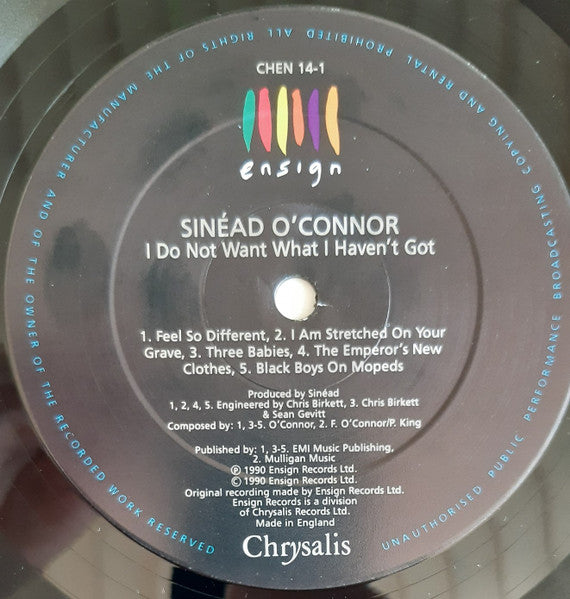 CHEN 14-1
ensign
SINÉAD O'CONNOR
I Do Not Want What I Haven't Got
1. Feel So Different, 2. I Am Stretched On Your
Grave, 3. Three Babies, 4. The Emperor's New
Clothes, 5. Black Boys On Mopeds
Produced by Sinéad
1, 2, 4, 5. Engineered by Chris Birkett, 3. Chris Birkett
& Sean Gevitt
Composed by: 1, 3-5. O'Connor, 2. F. O'Connor/P. King
Published by: 1, 3-5. EMI Music Publishing,
2. Mulligan Music
℗ 1990 Ensign Records Ltd.
© 1990 Ensign Records Ltd.
Original recording made by Ensign Records Ltd.
Ensign Records is a division
of Chrysalis Records Ltd.
Made in England
Chrysalis
ALL RIGHTS OF THE MANUFACTURER AND OF THE OWNER OF THE RECORDED WORK RESERVED
UNAUTHORISED PUBLIC PERFORMANCE BROADCASTING COPYING AND RENTAL PROHIBITED